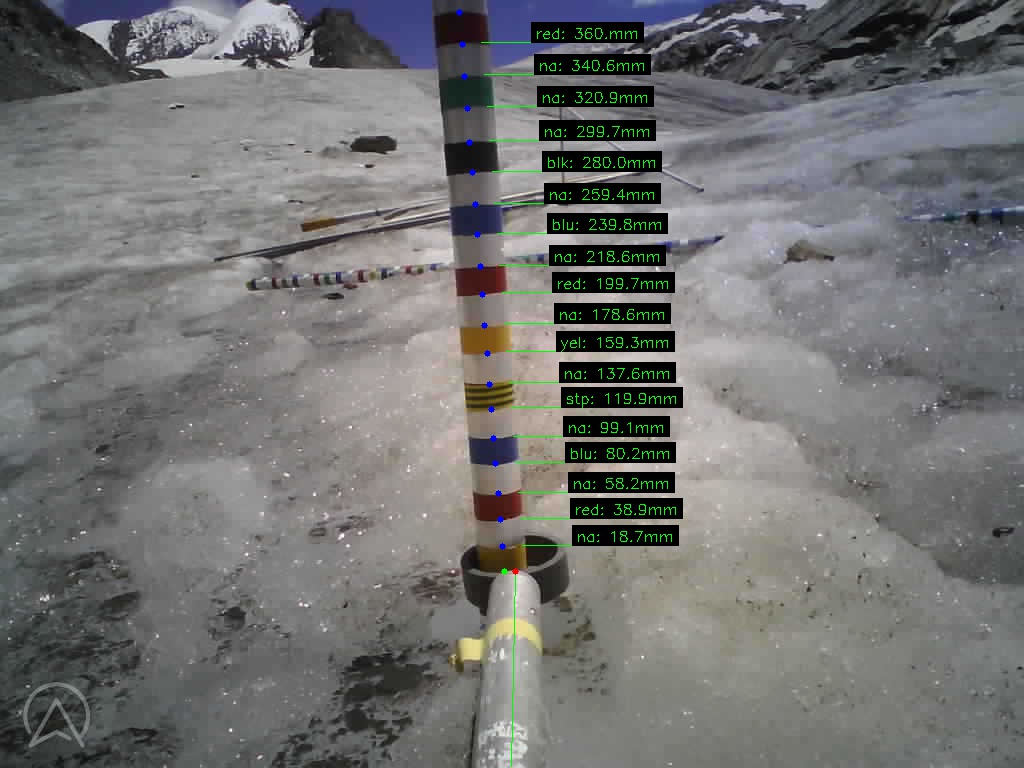 red: 360.mm
na: 340.6mm
na: 320.9mm
na: 299.7mm
blk: 280.0mm
na: 259.4mm
blu: 239.8mm
na: 218.6mm
red: 199.7mm
na: 178.6mm
yel: 159.3mm
na: 137.6mm
stp: 119.9mm
na: 99.1mm
blu: 80.2mm
na: 58.2mm
red: 38.9mm
na: 18.7mm